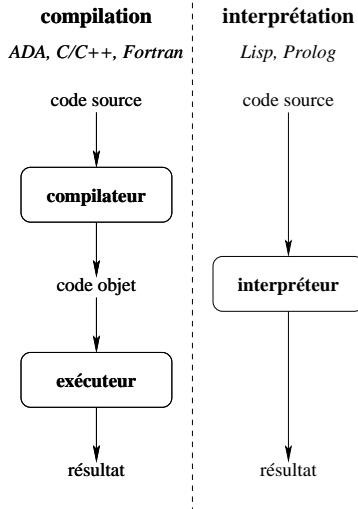 compilation
ADA, C/C++, Fortran
code source
compilateur
code objet
exécuteur
résultat
interprétation
Lisp, Prolog
code source
interpréteur
résultat